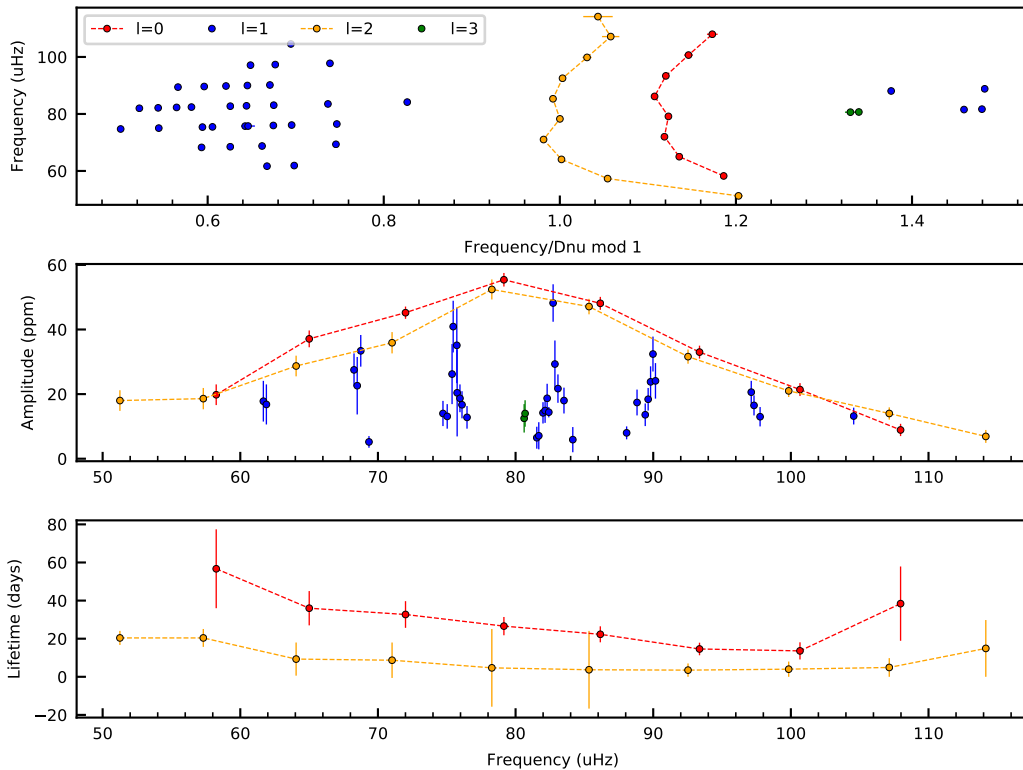 l=0 l=1 l=2 l=3
Frequency (uHz)
100
80
60
0.6 0.8 1.0 1.2 1.4
Frequency/Dnu mod 1
Amplitude (ppm)
60
40
20
0
50 60 70 80 90 100 110
Lifetime (days)
80
60
40
20
0
−20
50 60 70 80 90 100 110
Frequency (uHz)